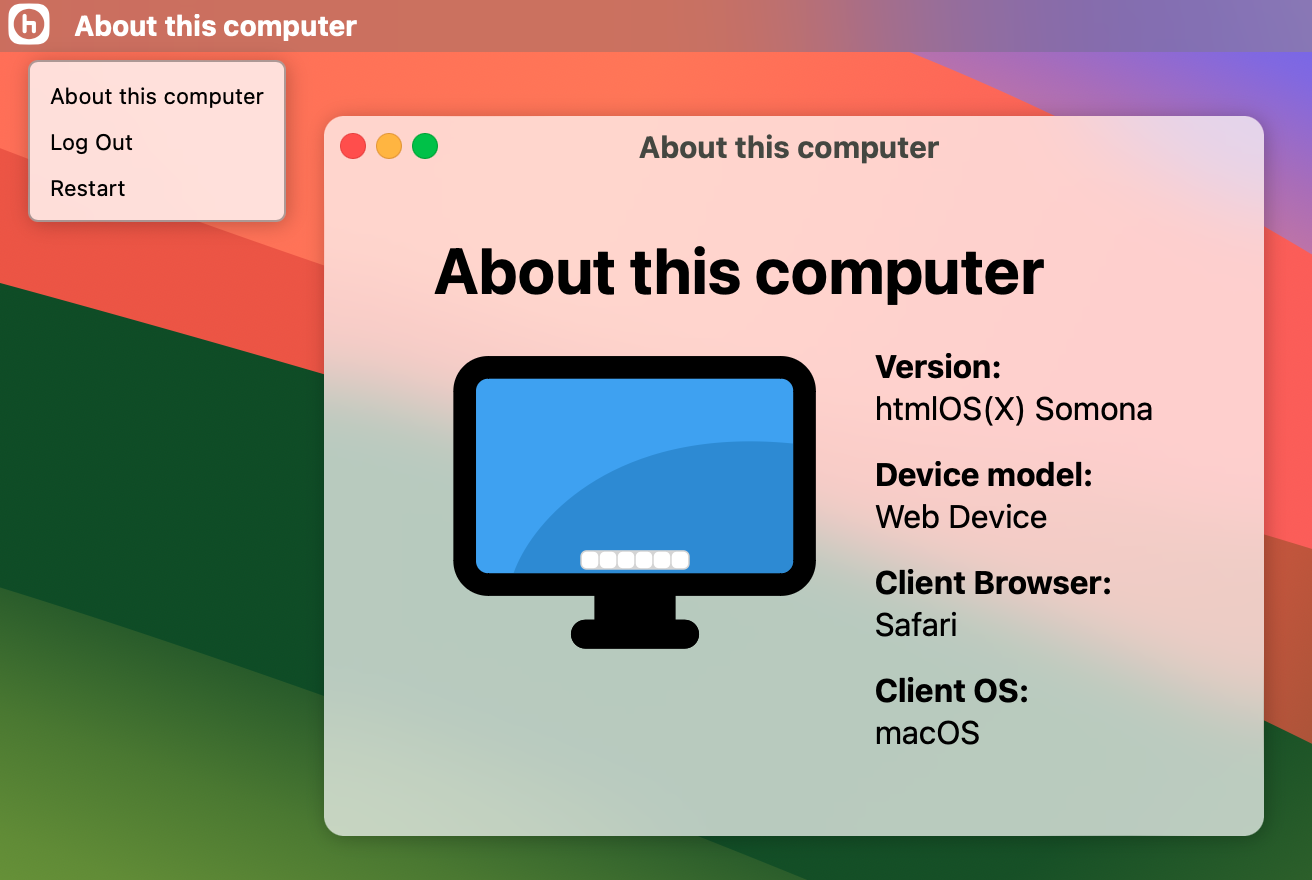 About this computer
About this computer
Log Out
Restart
About this computer
About this computer
Version:
htmlOS(X) Somona
Device model:
Web Device
Client Browser:
Safari
Client OS:
macOS